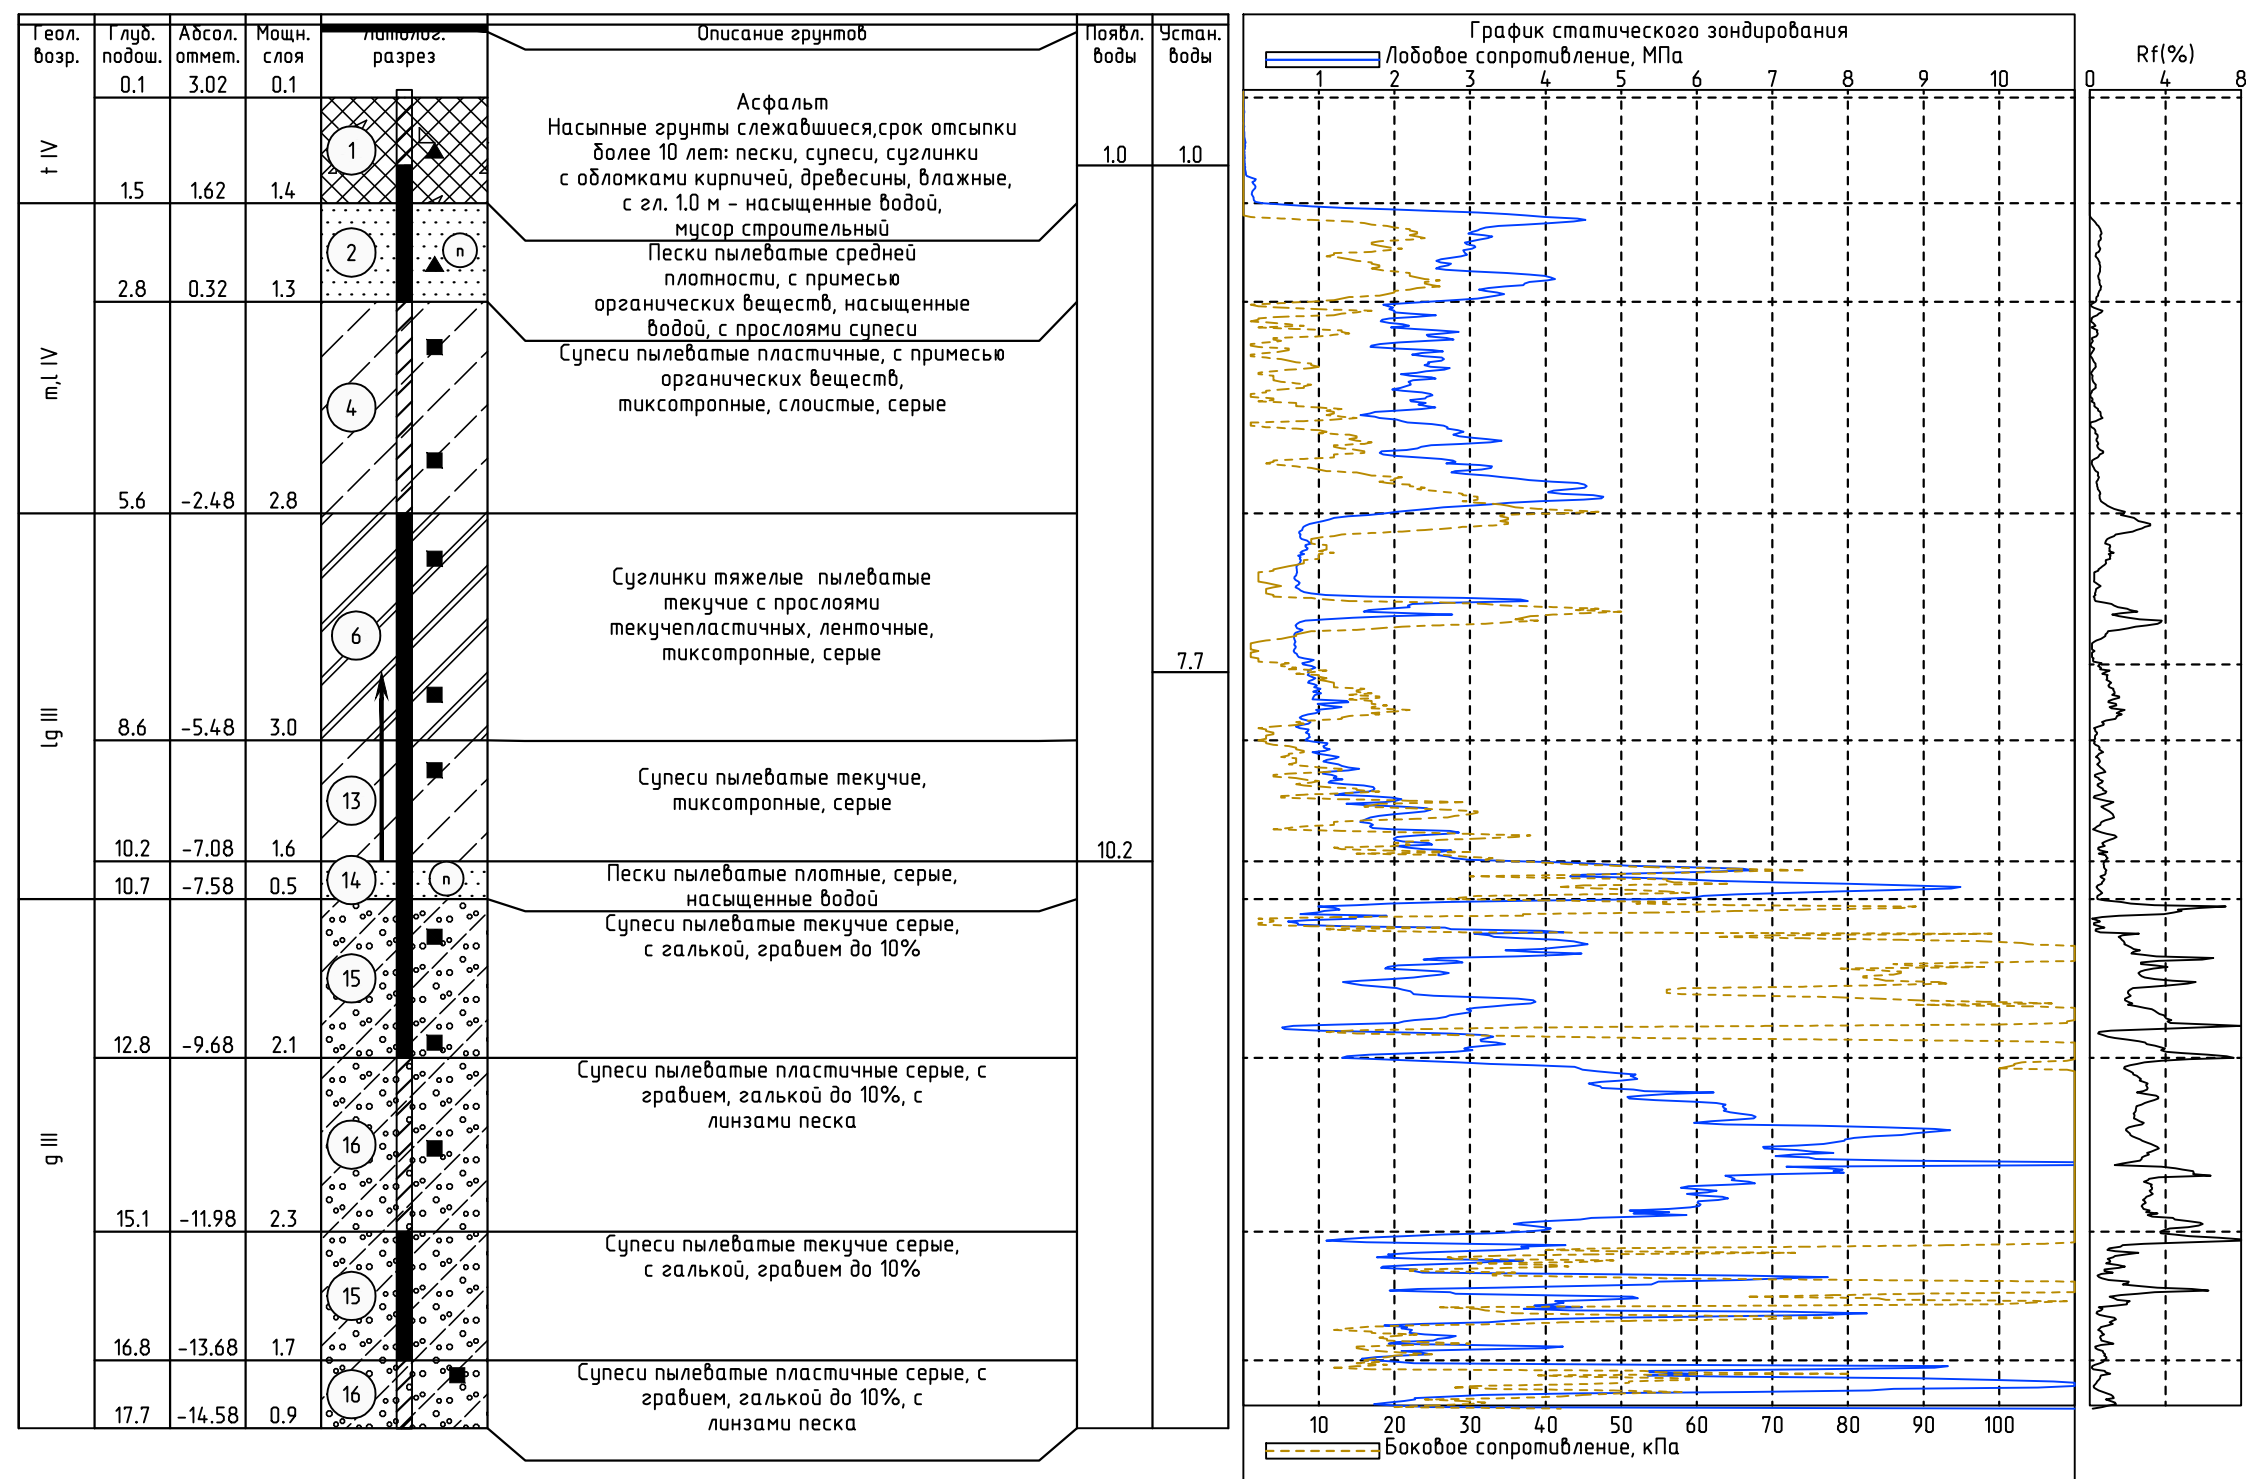 Геол. возр.
Глуб. подош.
Абсол. отмет.
Мощн. слоя
Литолог. разрез
Описание грунтов
Появл. воды
Устан. воды
0.1 3.02 0.1
Асфальт
t IV
1
Насыпные грунты слежавшиеся,срок отсыпки
более 10 лет: пески, супеси, суглинки
с обломками кирпичей, древесины, влажные,
с гл. 1.0 м – насыщенные водой,
мусор строительный
1.0 1.0
1.5 1.62 1.4
2 п
Пески пылеватые средней
плотности, с примесью
органических веществ, насыщенные
водой, с прослоями супеси
2.8 0.32 1.3
m,l IV
4
Супеси пылеватые пластичные, с примесью
органических веществ,
тиксотропные, слоистые, серые
5.6 –2.48 2.8
lg III
6
Суглинки тяжелые пылеватые
текучие с прослоями
текучепластичных, ленточные,
тиксотропные, серые
7.7
8.6 –5.48 3.0
13
Супеси пылеватые текучие,
тиксотропные, серые
10.2 –7.08 1.6
10.2
14 п
Пески пылеватые плотные, серые,
насыщенные водой
10.7 –7.58 0.5
g III
15
Супеси пылеватые текучие серые,
с галькой, гравием до 10%
12.8 –9.68 2.1
16
Супеси пылеватые пластичные серые, с
гравием, галькой до 10%, с
линзами песка
15.1 –11.98 2.3
15
Супеси пылеватые текучие серые,
с галькой, гравием до 10%
16.8 –13.68 1.7
16
Супеси пылеватые пластичные серые, с
гравием, галькой до 10%, с
линзами песка
17.7 –14.58 0.9
График статического зондирования
Лобовое сопротивление, МПа
1 2 3 4 5 6 7 8 9 10
Rf(%)
0 4 8
10 20 30 40 50 60 70 80 90 100
Боковое сопротивление, кПа